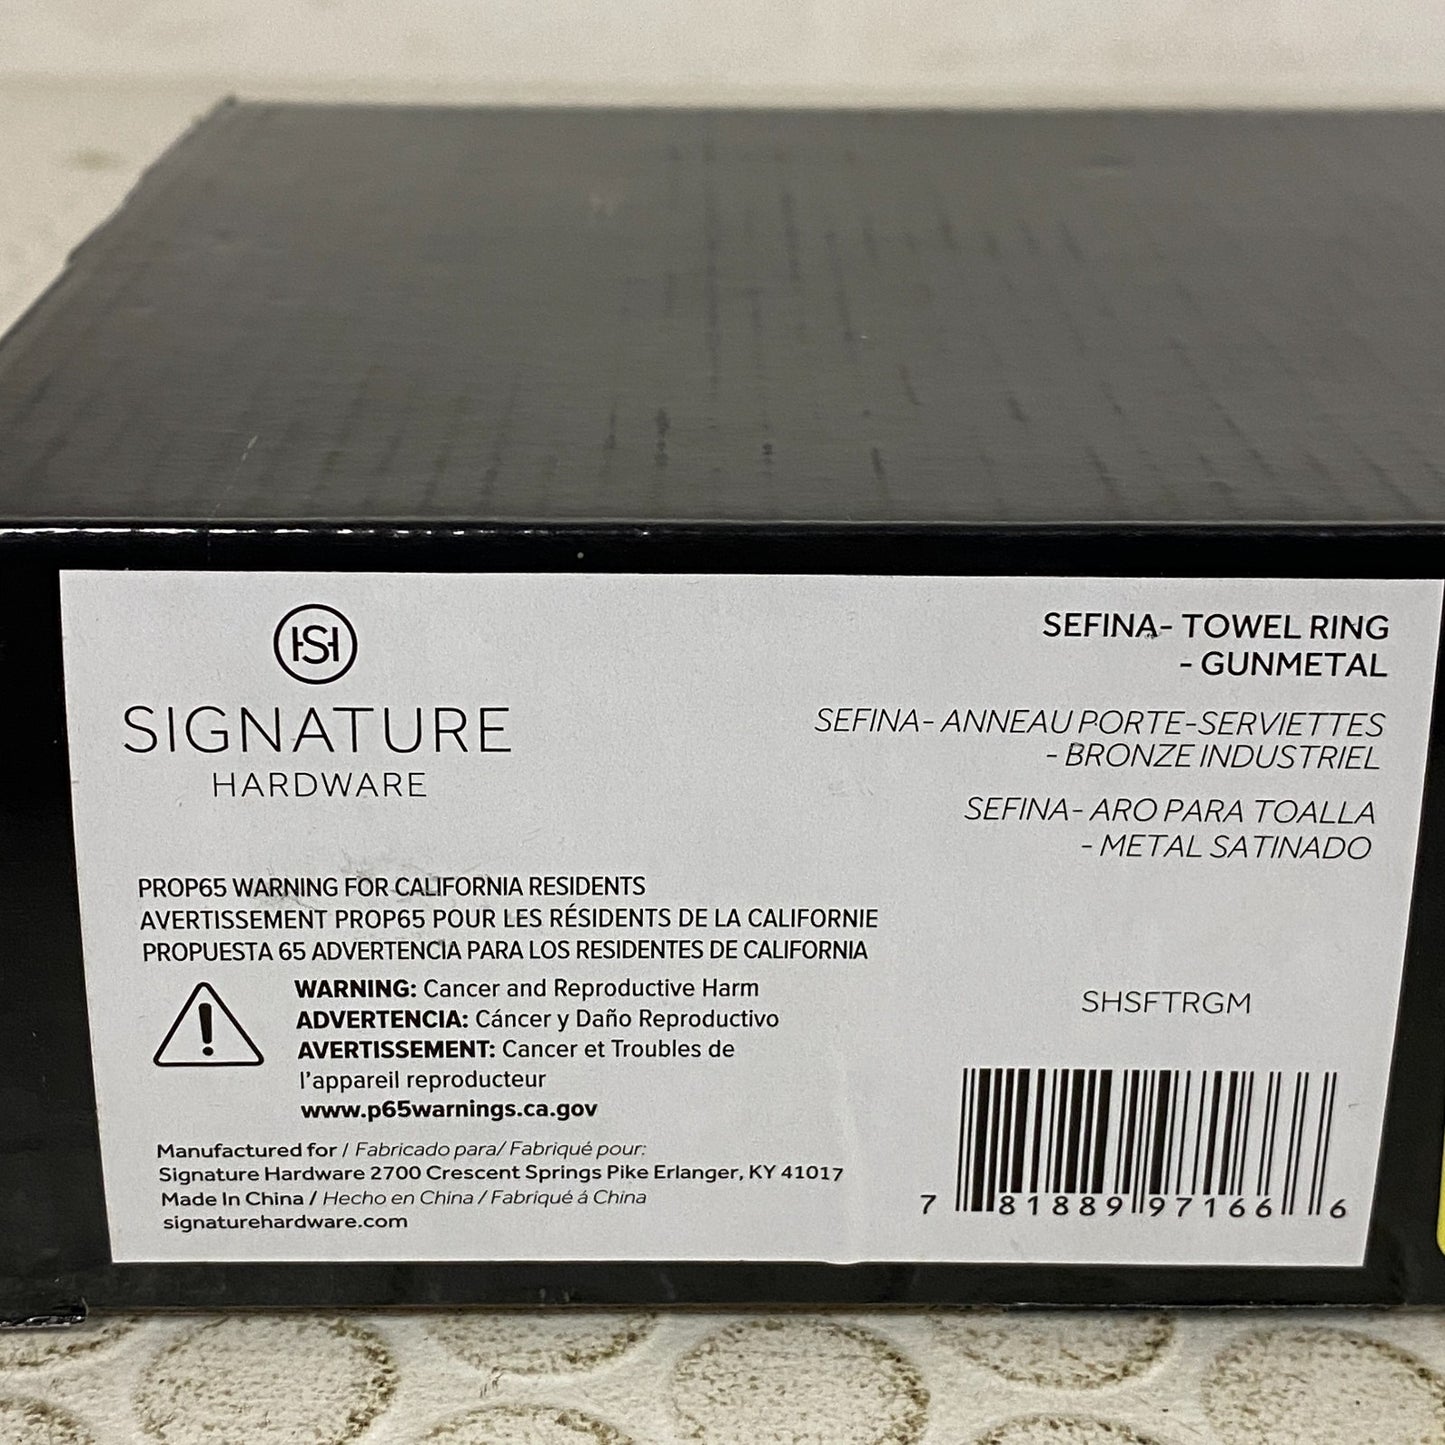 SH
SIGNATURE
HARDWARE
SEFINA- TOWEL RING
- GUNMETAL
SEFINA- ANNEAU PORTE-SERVIETTES
- BRONZE INDUSTRIEL
SEFINA- ARO PARA TOALLA
- METAL SATINADO
PROP65 WARNING FOR CALIFORNIA RESIDENTS
AVERTISSEMENT PROP65 POUR LES RÉSIDENTS DE LA CALIFORNIE
PROPUESTA 65 ADVERTENCIA PARA LOS RESIDENTES DE CALIFORNIA
WARNING: Cancer and Reproductive Harm
ADVERTENCIA: Cáncer y Daño Reproductivo
AVERTISSEMENT: Cancer et Troubles de
l'appareil reproducteur
www.p65warnings.ca.gov
Manufactured for / Fabricado para/ Fabriqué pour:
Signature Hardware 2700 Crescent Springs Pike Erlanger, KY 41017
Made In China / Hecho en China / Fabriqué á China
signaturehardware.com
SHSFTRGM
7 81889 97166 6